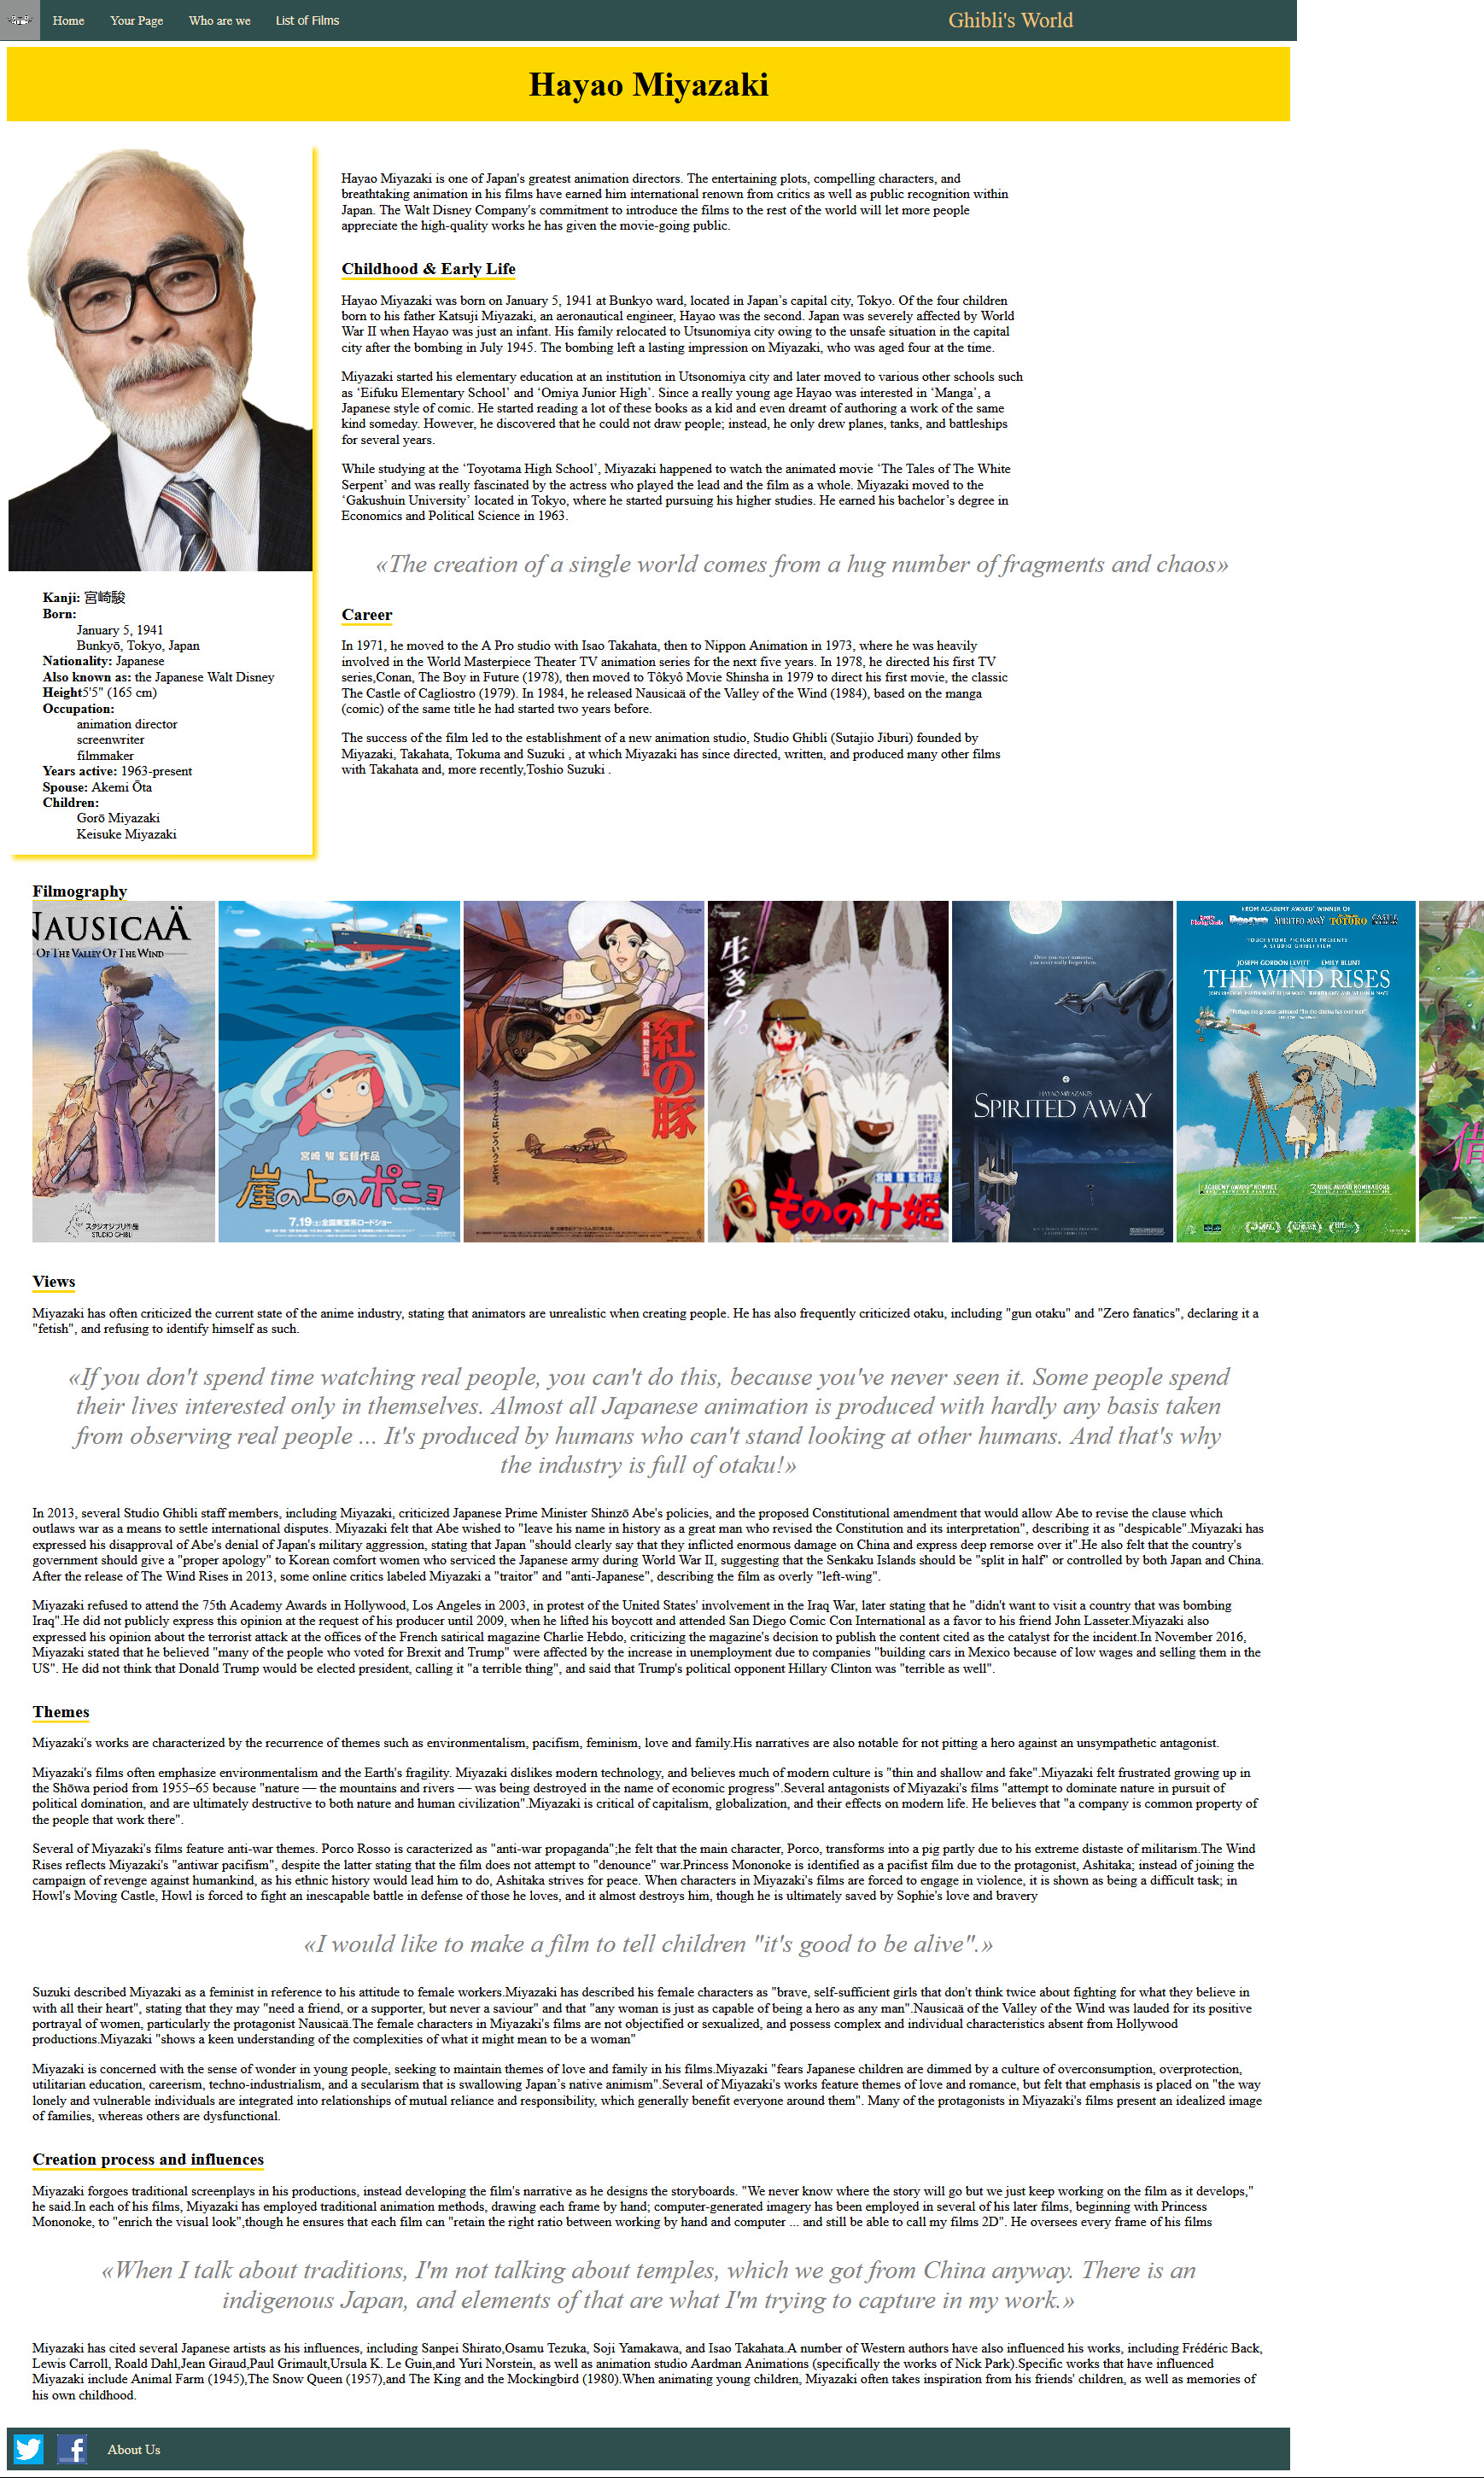 Home Your Page Who are we List of Films Ghibli's World
Hayao Miyazaki
Hayao Miyazaki is one of Japan's greatest animation directors. The entertaining plots, compelling characters, and
breathtaking animation in his films have earned him international renown from critics as well as public recognition within
Japan. The Walt Disney Company's commitment to introduce the films to the rest of the world will let more people
appreciate the high-quality works he has given the movie-going public.
Childhood & Early Life
Hayao Miyazaki was born on January 5, 1941 at Bunkyo ward, located in Japan’s capital city, Tokyo. Of the four children
born to his father Katsuji Miyazaki, an aeronautical engineer, Hayao was the second. Japan was severely affected by World
War II when Hayao was just an infant. His family relocated to Utsunomiya city owing to the unsafe situation in the capital
city after the bombing in July 1945. The bombing left a lasting impression on Miyazaki, who was aged four at the time.
Miyazaki started his elementary education at an institution in Utsonomiya city and later moved to various other schools such
as ‘Eifuku Elementary School’ and ‘Omiya Junior High’. Since a really young age Hayao was interested in ‘Manga’, a
Japanese style of comic. He started reading a lot of these books as a kid and even dreamt of authoring a work of the same
kind someday. However, he discovered that he could not draw people; instead, he only drew planes, tanks, and battleships
for several years.
While studying at the ‘Toyotama High School’, Miyazaki happened to watch the animated movie ‘The Tales of The White
Serpent’ and was really fascinated by the actress who played the lead and the film as a whole. Miyazaki moved to the
‘Gakushuin University’ located in Tokyo, where he started pursuing his higher studies. He earned his bachelor’s degree in
Economics and Political Science in 1963.
«The creation of a single world comes from a hug number of fragments and chaos»
Career
In 1971, he moved to the A Pro studio with Isao Takahata, then to Nippon Animation in 1973, where he was heavily
involved in the World Masterpiece Theater TV animation series for the next five years. In 1978, he directed his first TV
series,Conan, The Boy in Future (1978), then moved to Tôkyô Movie Shinsha in 1979 to direct his first movie, the classic
The Castle of Cagliostro (1979). In 1984, he released Nausicaä of the Valley of the Wind (1984), based on the manga
(comic) of the same title he had started two years before.
The success of the film led to the establishment of a new animation studio, Studio Ghibli (Sutajio Jiburi) founded by
Miyazaki, Takahata, Tokuma and Suzuki , at which Miyazaki has since directed, written, and produced many other films
with Takahata and, more recently,Toshio Suzuki .
Kanji: 宮崎駿
Born:
January 5, 1941
Bunkyō, Tokyo, Japan
Nationality: Japanese
Also known as: the Japanese Walt Disney
Height5'5" (165 cm)
Occupation:
animation director
screenwriter
filmmaker
Years active: 1963-present
Spouse: Akemi Ōta
Children:
Gorō Miyazaki
Keisuke Miyazaki
Filmography
NAUSICAÄ
OF THE VALLEY OF THE WIND
スタジオジブリ作品
STUDIO GHIBLI
宮崎 駿 監督作品
崖の上のポニョ
7.19(土)全国東宝系ロードショー
紅の豚
宮崎駿監督作品
カッコイイとは、こういうことさ。
生きろ。
宮崎 駿 監督作品
もののけ姫
HAYAO MIYAZAKI'S
SPIRITED AWAY
FROM ACADEMY AWARD WINNER OF
SPIRITED AWAY TOTORO CASTLE
TOUCHSTONE PICTURES PRESENTS
A STUDIO GHIBLI FILM
JOSEPH GORDON-LEVITT EMILY BLUNT
THE WIND RISES
借
Views
Miyazaki has often criticized the current state of the anime industry, stating that animators are unrealistic when creating people. He has also frequently criticized otaku, including "gun otaku" and "Zero fanatics", declaring it a
"fetish", and refusing to identify himself as such.
«If you don't spend time watching real people, you can't do this, because you've never seen it. Some people spend
their lives interested only in themselves. Almost all Japanese animation is produced with hardly any basis taken
from observing real people ... It's produced by humans who can't stand looking at other humans. And that's why
the industry is full of otaku!»
In 2013, several Studio Ghibli staff members, including Miyazaki, criticized Japanese Prime Minister Shinzō Abe's policies, and the proposed Constitutional amendment that would allow Abe to revise the clause which
outlaws war as a means to settle international disputes. Miyazaki felt that Abe wished to "leave his name in history as a great man who revised the Constitution and its interpretation", describing it as "despicable".Miyazaki has
expressed his disapproval of Abe's denial of Japan's military aggression, stating that Japan "should clearly say that they inflicted enormous damage on China and express deep remorse over it".He also felt that the country's
government should give a "proper apology" to Korean comfort women who serviced the Japanese army during World War II, suggesting that the Senkaku Islands should be "split in half" or controlled by both Japan and China.
After the release of The Wind Rises in 2013, some online critics labeled Miyazaki a "traitor" and "anti-Japanese", describing the film as overly "left-wing".
Miyazaki refused to attend the 75th Academy Awards in Hollywood, Los Angeles in 2003, in protest of the United States' involvement in the Iraq War, later stating that he "didn't want to visit a country that was bombing
Iraq".He did not publicly express this opinion at the request of his producer until 2009, when he lifted his boycott and attended San Diego Comic Con International as a favor to his friend John Lasseter.Miyazaki also
expressed his opinion about the terrorist attack at the offices of the French satirical magazine Charlie Hebdo, criticizing the magazine's decision to publish the content cited as the catalyst for the incident.In November 2016,
Miyazaki stated that he believed "many of the people who voted for Brexit and Trump" were affected by the increase in unemployment due to companies "building cars in Mexico because of low wages and selling them in the
US". He did not think that Donald Trump would be elected president, calling it "a terrible thing", and said that Trump's political opponent Hillary Clinton was "terrible as well".
Themes
Miyazaki's works are characterized by the recurrence of themes such as environmentalism, pacifism, feminism, love and family.His narratives are also notable for not pitting a hero against an unsympathetic antagonist.
Miyazaki's films often emphasize environmentalism and the Earth's fragility. Miyazaki dislikes modern technology, and believes much of modern culture is "thin and shallow and fake".Miyazaki felt frustrated growing up in
the Shōwa period from 1955–65 because "nature — the mountains and rivers — was being destroyed in the name of economic progress".Several antagonists of Miyazaki's films "attempt to dominate nature in pursuit of
political domination, and are ultimately destructive to both nature and human civilization".Miyazaki is critical of capitalism, globalization, and their effects on modern life. He believes that "a company is common property of
the people that work there".
Several of Miyazaki's films feature anti-war themes. Porco Rosso is caracterized as "anti-war propaganda";he felt that the main character, Porco, transforms into a pig partly due to his extreme distaste of militarism.The Wind
Rises reflects Miyazaki's "antiwar pacifism", despite the latter stating that the film does not attempt to "denounce" war.Princess Mononoke is identified as a pacifist film due to the protagonist, Ashitaka; instead of joining the
campaign of revenge against humankind, as his ethnic history would lead him to do, Ashitaka strives for peace. When characters in Miyazaki's films are forced to engage in violence, it is shown as being a difficult task; in
Howl's Moving Castle, Howl is forced to fight an inescapable battle in defense of those he loves, and it almost destroys him, though he is ultimately saved by Sophie's love and bravery
«I would like to make a film to tell children "it's good to be alive".»
Suzuki described Miyazaki as a feminist in reference to his attitude to female workers.Miyazaki has described his female characters as "brave, self-sufficient girls that don't think twice about fighting for what they believe in
with all their heart", stating that they may "need a friend, or a supporter, but never a saviour" and that "any woman is just as capable of being a hero as any man".Nausicaä of the Valley of the Wind was lauded for its positive
portrayal of women, particularly the protagonist Nausicaä.The female characters in Miyazaki's films are not objectified or sexualized, and possess complex and individual characteristics absent from Hollywood
productions.Miyazaki "shows a keen understanding of the complexities of what it might mean to be a woman"
Miyazaki is concerned with the sense of wonder in young people, seeking to maintain themes of love and family in his films.Miyazaki "fears Japanese children are dimmed by a culture of overconsumption, overprotection,
utilitarian education, careerism, techno-industrialism, and a secularism that is swallowing Japan’s native animism".Several of Miyazaki's works feature themes of love and romance, but felt that emphasis is placed on "the way
lonely and vulnerable individuals are integrated into relationships of mutual reliance and responsibility, which generally benefit everyone around them". Many of the protagonists in Miyazaki's films present an idealized image
of families, whereas others are dysfunctional.
Creation process and influences
Miyazaki forgoes traditional screenplays in his productions, instead developing the film's narrative as he designs the storyboards. "We never know where the story will go but we just keep working on the film as it develops,"
he said.In each of his films, Miyazaki has employed traditional animation methods, drawing each frame by hand; computer-generated imagery has been employed in several of his later films, beginning with Princess
Mononoke, to "enrich the visual look",though he ensures that each film can "retain the right ratio between working by hand and computer ... and still be able to call my films 2D". He oversees every frame of his films
«When I talk about traditions, I'm not talking about temples, which we got from China anyway. There is an
indigenous Japan, and elements of that are what I'm trying to capture in my work.»
Miyazaki has cited several Japanese artists as his influences, including Sanpei Shirato,Osamu Tezuka, Soji Yamakawa, and Isao Takahata.A number of Western authors have also influenced his works, including Frédéric Back,
Lewis Carroll, Roald Dahl,Jean Giraud,Paul Grimault,Ursula K. Le Guin,and Yuri Norstein, as well as animation studio Aardman Animations (specifically the works of Nick Park).Specific works that have influenced
Miyazaki include Animal Farm (1945),The Snow Queen (1957),and The King and the Mockingbird (1980).When animating young children, Miyazaki often takes inspiration from his friends' children, as well as memories of
his own childhood.
About Us